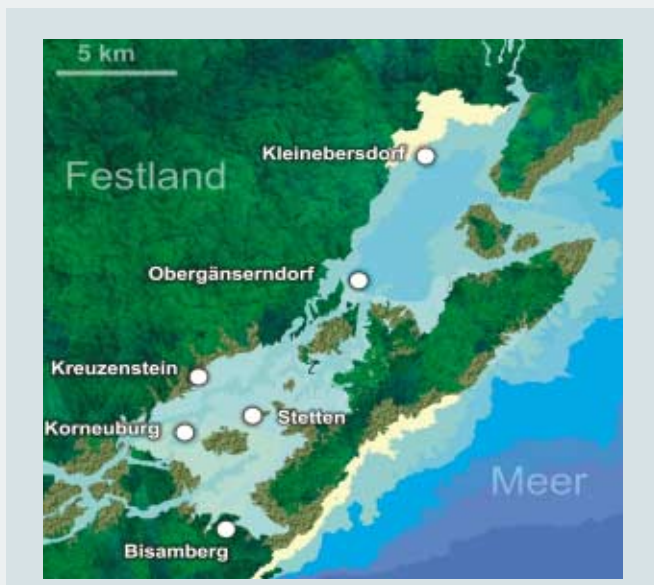 5 km
Kleinebersdorf
Festland
Obergänserndorf
Kreuzenstein
Stetten
Korneuburg
Meer
Bisamberg